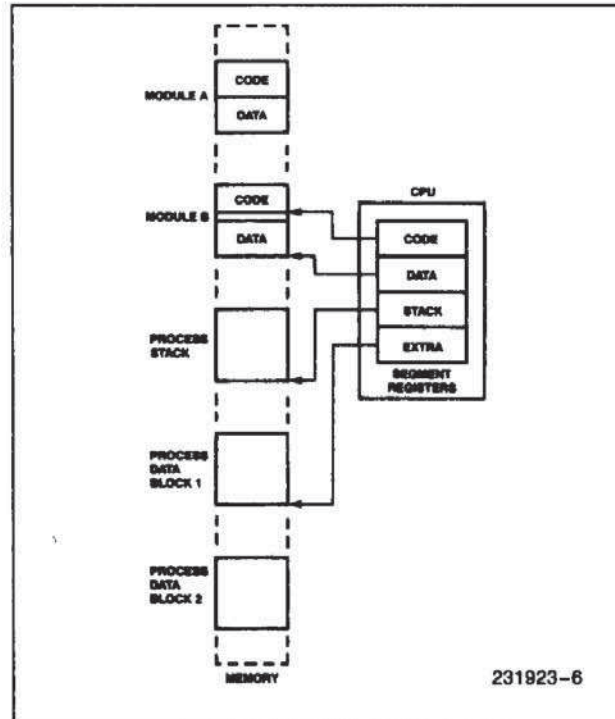 MODULE A
CODE
DATA
MODULE B
CODE
DATA
CPU
CODE
DATA
STACK
EXTRA
SEGMENT
REGISTERS
PROCESS
STACK
PROCESS
DATA
BLOCK 1
PROCESS
DATA
BLOCK 2
MEMORY
231923-6